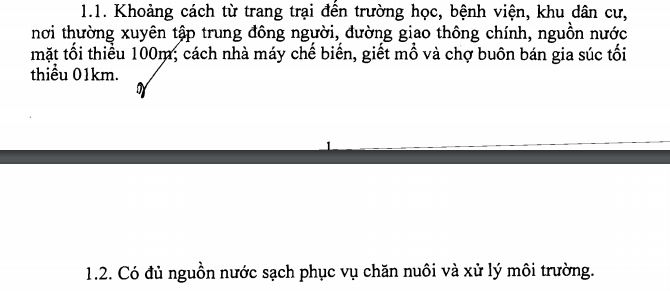 1.1. Khoảng cách từ trang trại đến trường học, bệnh viện, khu dân cư,
nơi thường xuyên tập trung đông người, đường giao thông chính, nguồn nước
mặt tối thiểu 100m; cách nhà máy chế biến, giết mổ và chợ buôn bán gia súc tối
thiểu 01km.
1
1.2. Có đủ nguồn nước sạch phục vụ chăn nuôi và xử lý môi trường.